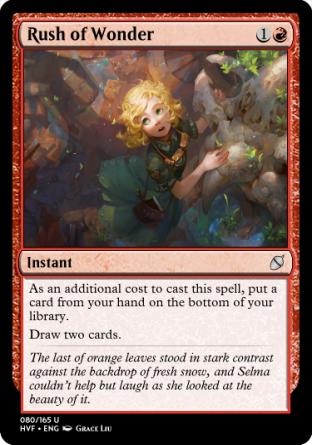 Rush of Wonder 1
Instant
As an additional cost to cast this spell, put a
card from your hand on the bottom of your
library.
Draw two cards.
The last of orange leaves stood in stark contrast
against the backdrop of fresh snow, and Selma
couldn't help but laugh as she looked at the
beauty of it.
080/165 U
HVF • ENG Grace Liu